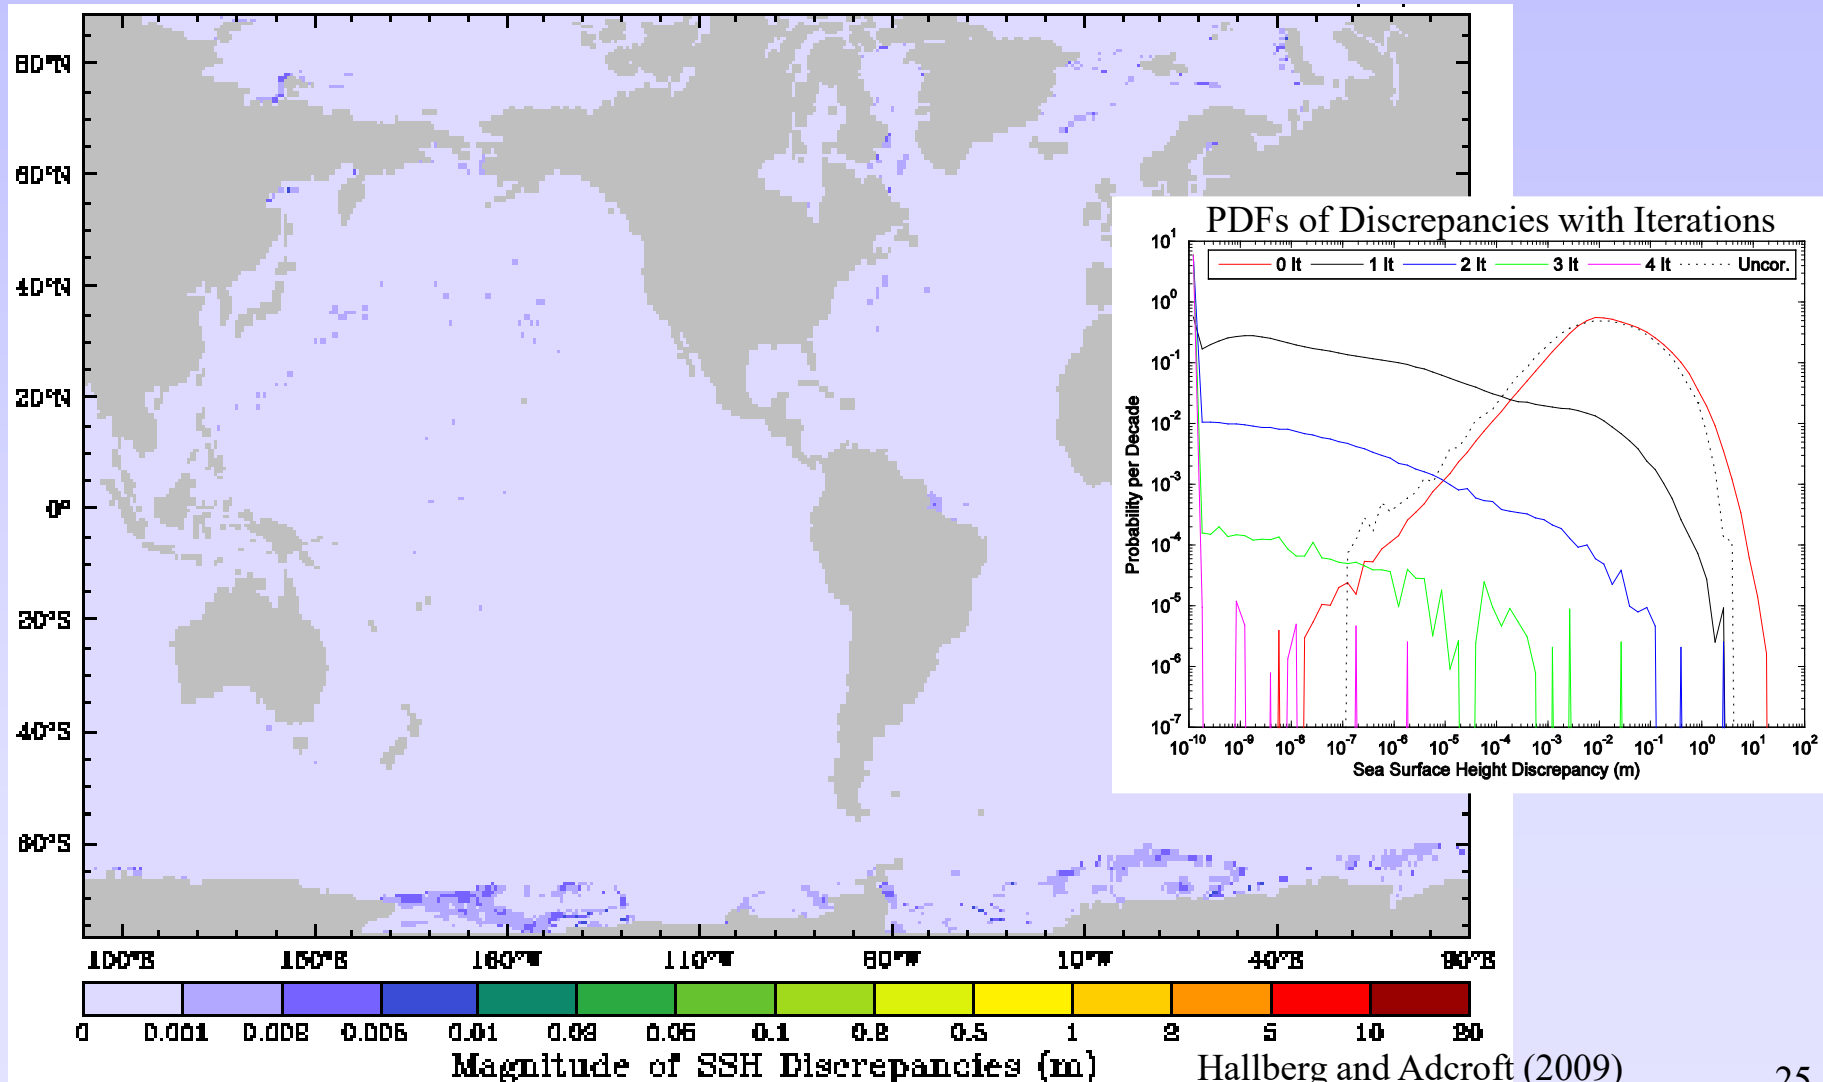 80°N
60°N
40°N
20°N
0°
20°S
40°S
60°S
100°E
150°E
160°W
110°W
60°W
10°W
40°E
90°E
0 0.001 0.002 0.005 0.01 0.02 0.05 0.1 0.2 0.5 1 2 5 10 20
Magnitude of SSH Discrepancies (m)
PDFs of Discrepancies with Iterations
0 It 1 It 2 It 3 It 4 It Uncor.
Probability per Decade
10^1
10^0
10^-1
10^-2
10^-3
10^-4
10^-5
10^-6
10^-7
10^-10 10^-9 10^-8 10^-7 10^-6 10^-5 10^-4 10^-3 10^-2 10^-1 10^0 10^1 10^2
Sea Surface Height Discrepancy (m)
Hallberg and Adcroft (2009)
25